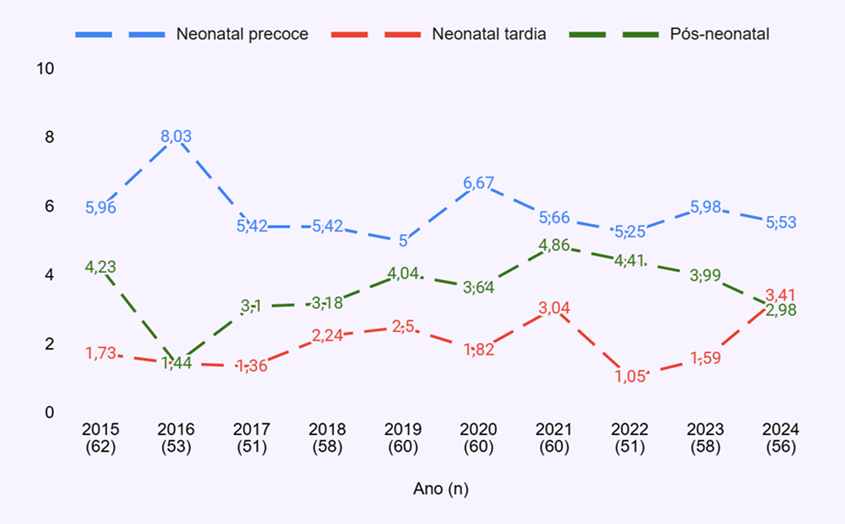 Neonatal precoce Neonatal tardia Pós-neonatal
10
8
6
4
2
0
5,96 8,03 5,42 5,42 5 6,67 5,66 5,25 5,98 5,53
4,23 1,44 3,1 3,18 4,04 3,64 4,86 4,41 3,99 2,98
1,73 1,36 2,24 2,5 1,82 3,04 1,05 1,59 3,41
2015 2016 2017 2018 2019 2020 2021 2022 2023 2024
(62) (53) (51) (58) (60) (60) (60) (51) (58) (56)
Ano (n)